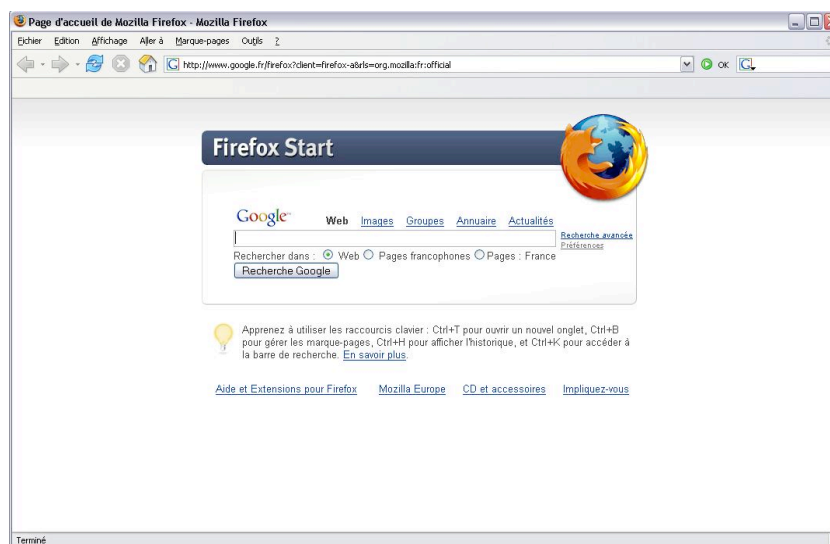 Page d'accueil de Mozilla Firefox - Mozilla Firefox
Fichier Edition Affichage Aller à Marque-pages Outils ?
http://www.google.fr/firefox?client=firefox-a&rls=org.mozilla:fr:official OK
Firefox Start
Google Web Images Groupes Annuaire Actualités
Recherche avancée
Préférences
Rechercher dans : Web Pages francophones Pages : France
Recherche Google
Apprenez à utiliser les raccourcis clavier : Ctrl+T pour ouvrir un nouvel onglet, Ctrl+B
pour gérer les marque-pages, Ctrl+H pour afficher l'historique, et Ctrl+K pour accéder à
la barre de recherche. En savoir plus.
Aide et Extensions pour Firefox Mozilla Europe CD et accessoires Impliquez-vous
Terminé